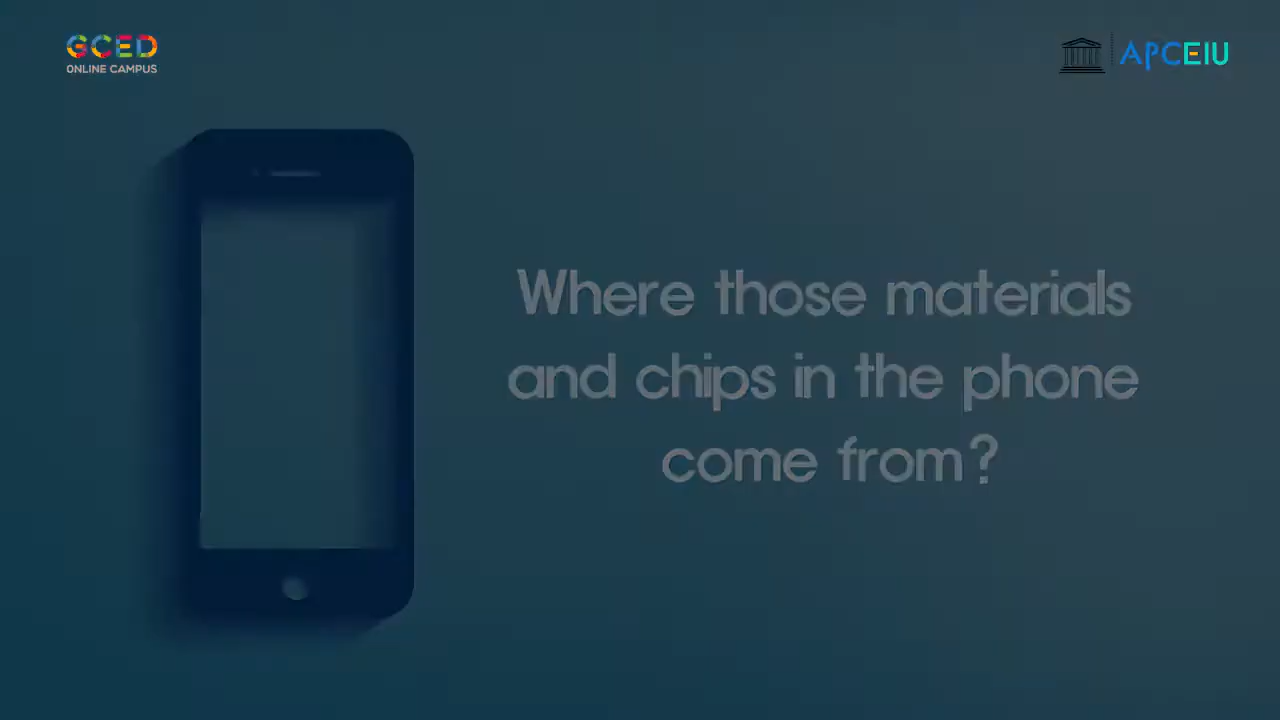 GCED
ONLINE CAMPUS
APCEIU
Where those materials
and chips in the phone
come from?